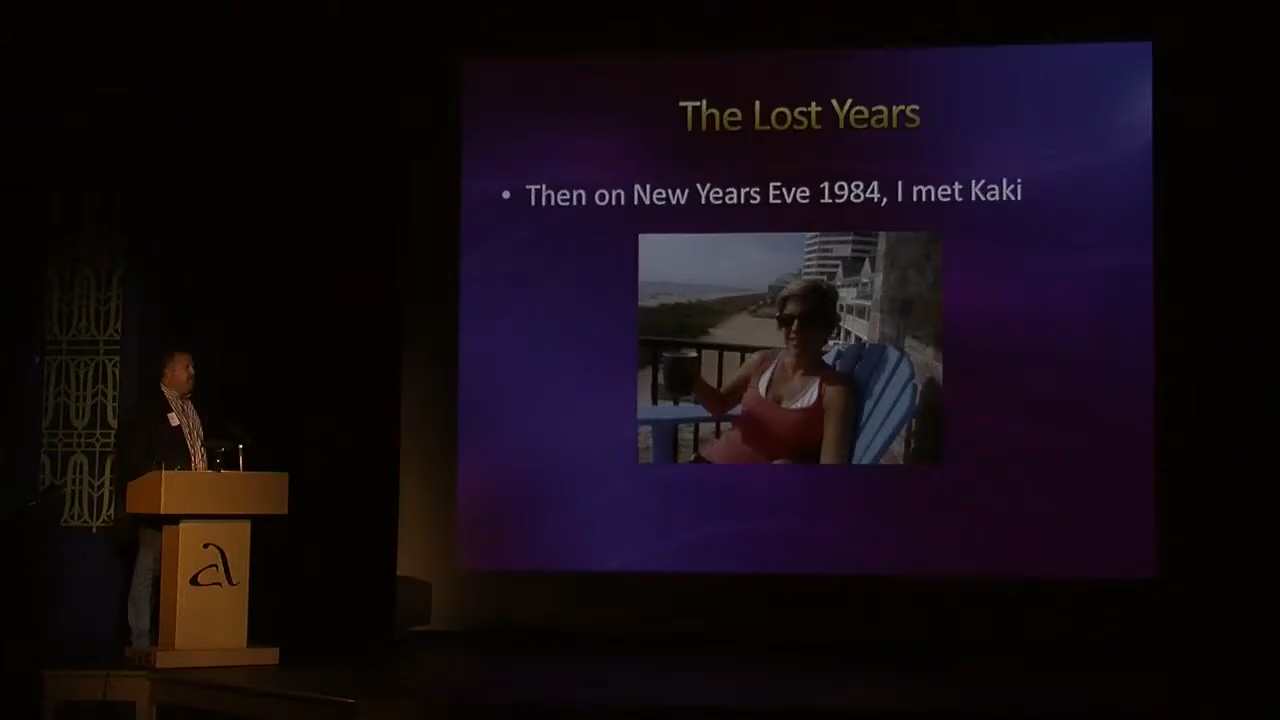 The Lost Years
• Then on New Years Eve 1984, I met Kaki
a